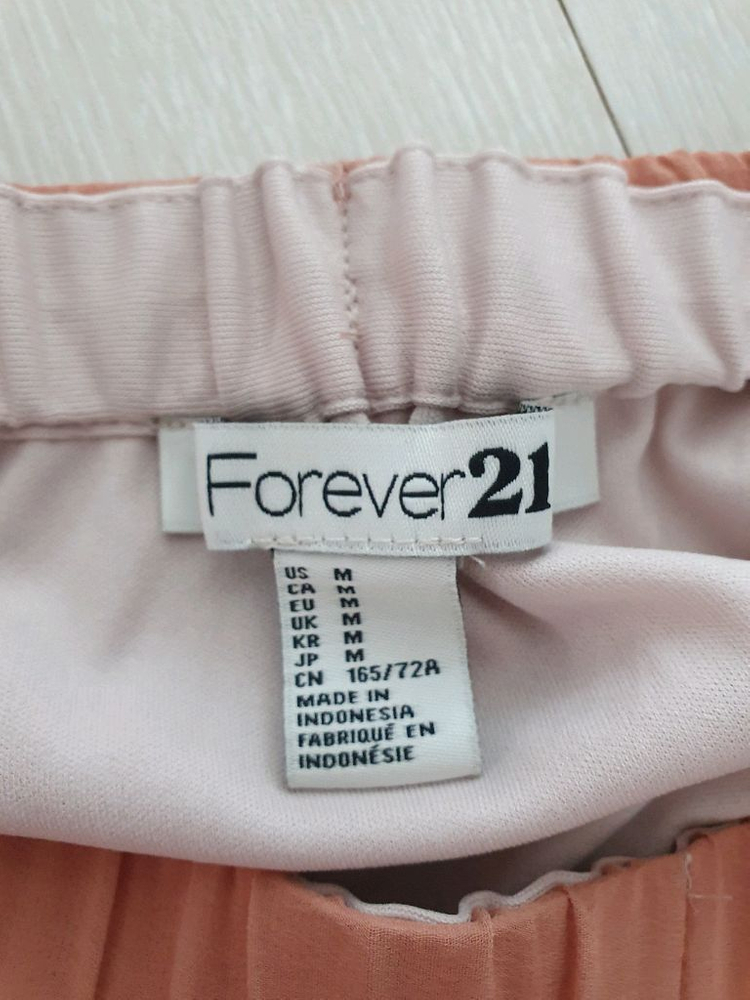 Forever21
US M
CA M
EU M
UK M
KR M
JP M
CN 165/72A
MADE IN
INDONESIA
FABRIQUÉ EN
INDONÉSIE